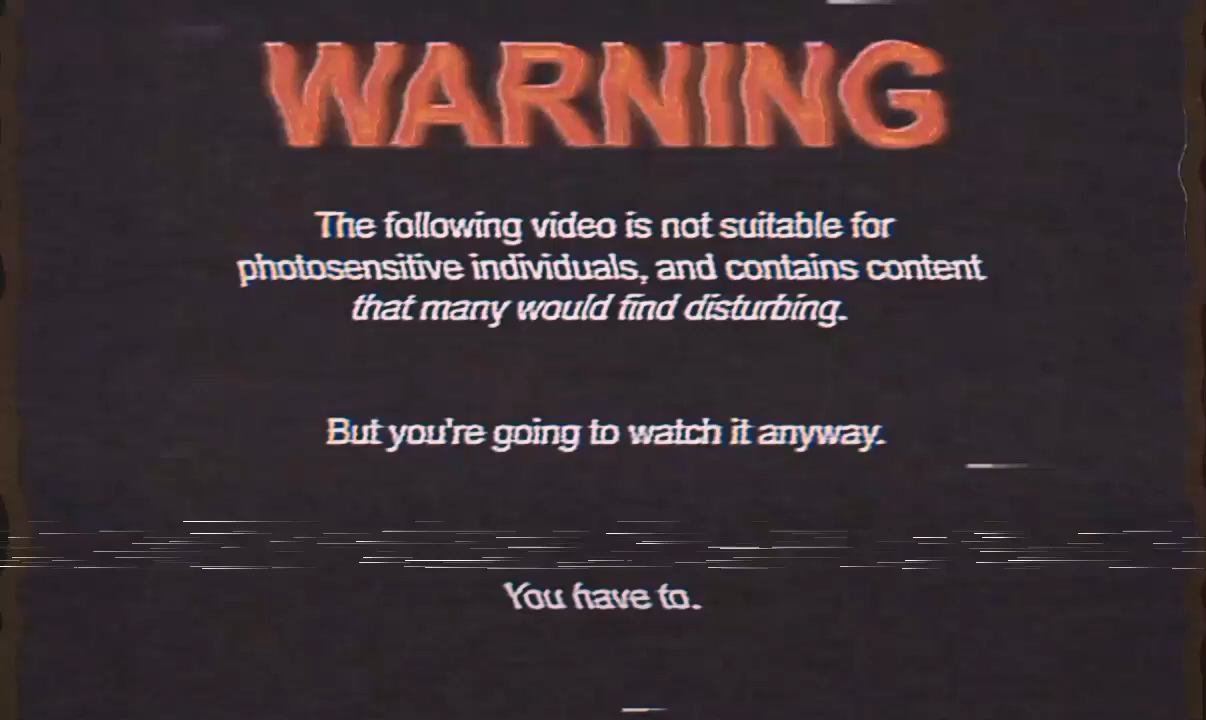 WARNING
The following video is not suitable for
photosensitive individuals, and contains content
that many would find disturbing.
But you're going to watch it anyway.
You have to.